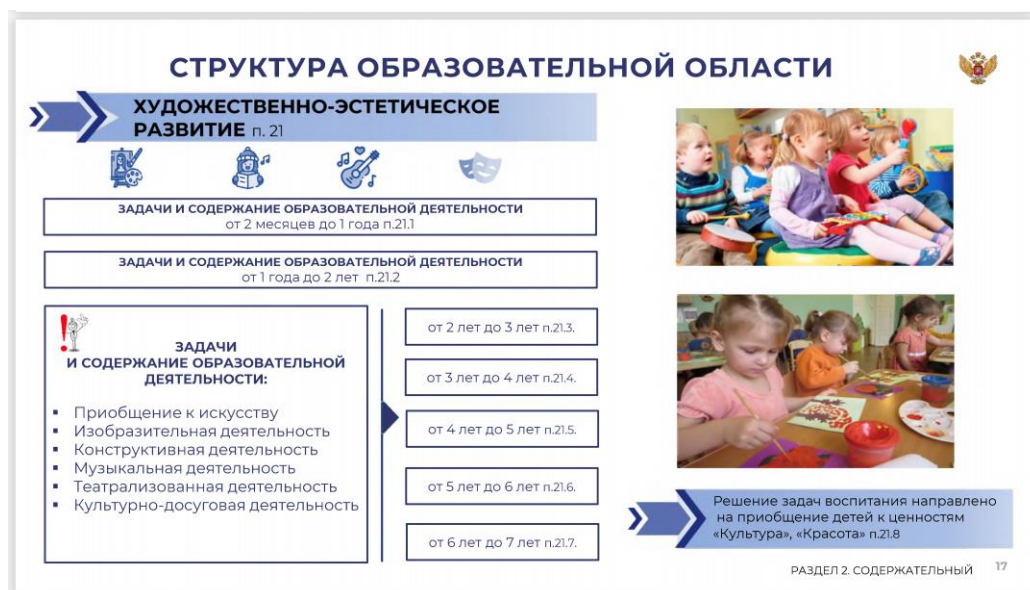 СТРУКТУРА ОБРАЗОВАТЕЛЬНОЙ ОБЛАСТИ
ХУДОЖЕСТВЕННО-ЭСТЕТИЧЕСКОЕ
РАЗВИТИЕ п. 21
ЗАДАЧИ И СОДЕРЖАНИЕ ОБРАЗОВАТЕЛЬНОЙ ДЕЯТЕЛЬНОСТИ
от 2 месяцев до 1 года п.21.1
ЗАДАЧИ И СОДЕРЖАНИЕ ОБРАЗОВАТЕЛЬНОЙ ДЕЯТЕЛЬНОСТИ
от 1 года до 2 лет п.21.2
ЗАДАЧИ
И СОДЕРЖАНИЕ ОБРАЗОВАТЕЛЬНОЙ
ДЕЯТЕЛЬНОСТИ:
▪ Приобщение к искусству
▪ Изобразительная деятельность
▪ Конструктивная деятельность
▪ Музыкальная деятельность
▪ Театрализованная деятельность
▪ Культурно-досуговая деятельность
от 2 лет до 3 лет п.21.3.
от 3 лет до 4 лет п.21.4.
от 4 лет до 5 лет п.21.5.
от 5 лет до 6 лет п.21.6.
от 6 лет до 7 лет п.21.7.
Решение задач воспитания направлено
на приобщение детей к ценностям
«Культура», «Красота» п.21.8
РАЗДЕЛ 2. СОДЕРЖАТЕЛЬНЫЙ 17